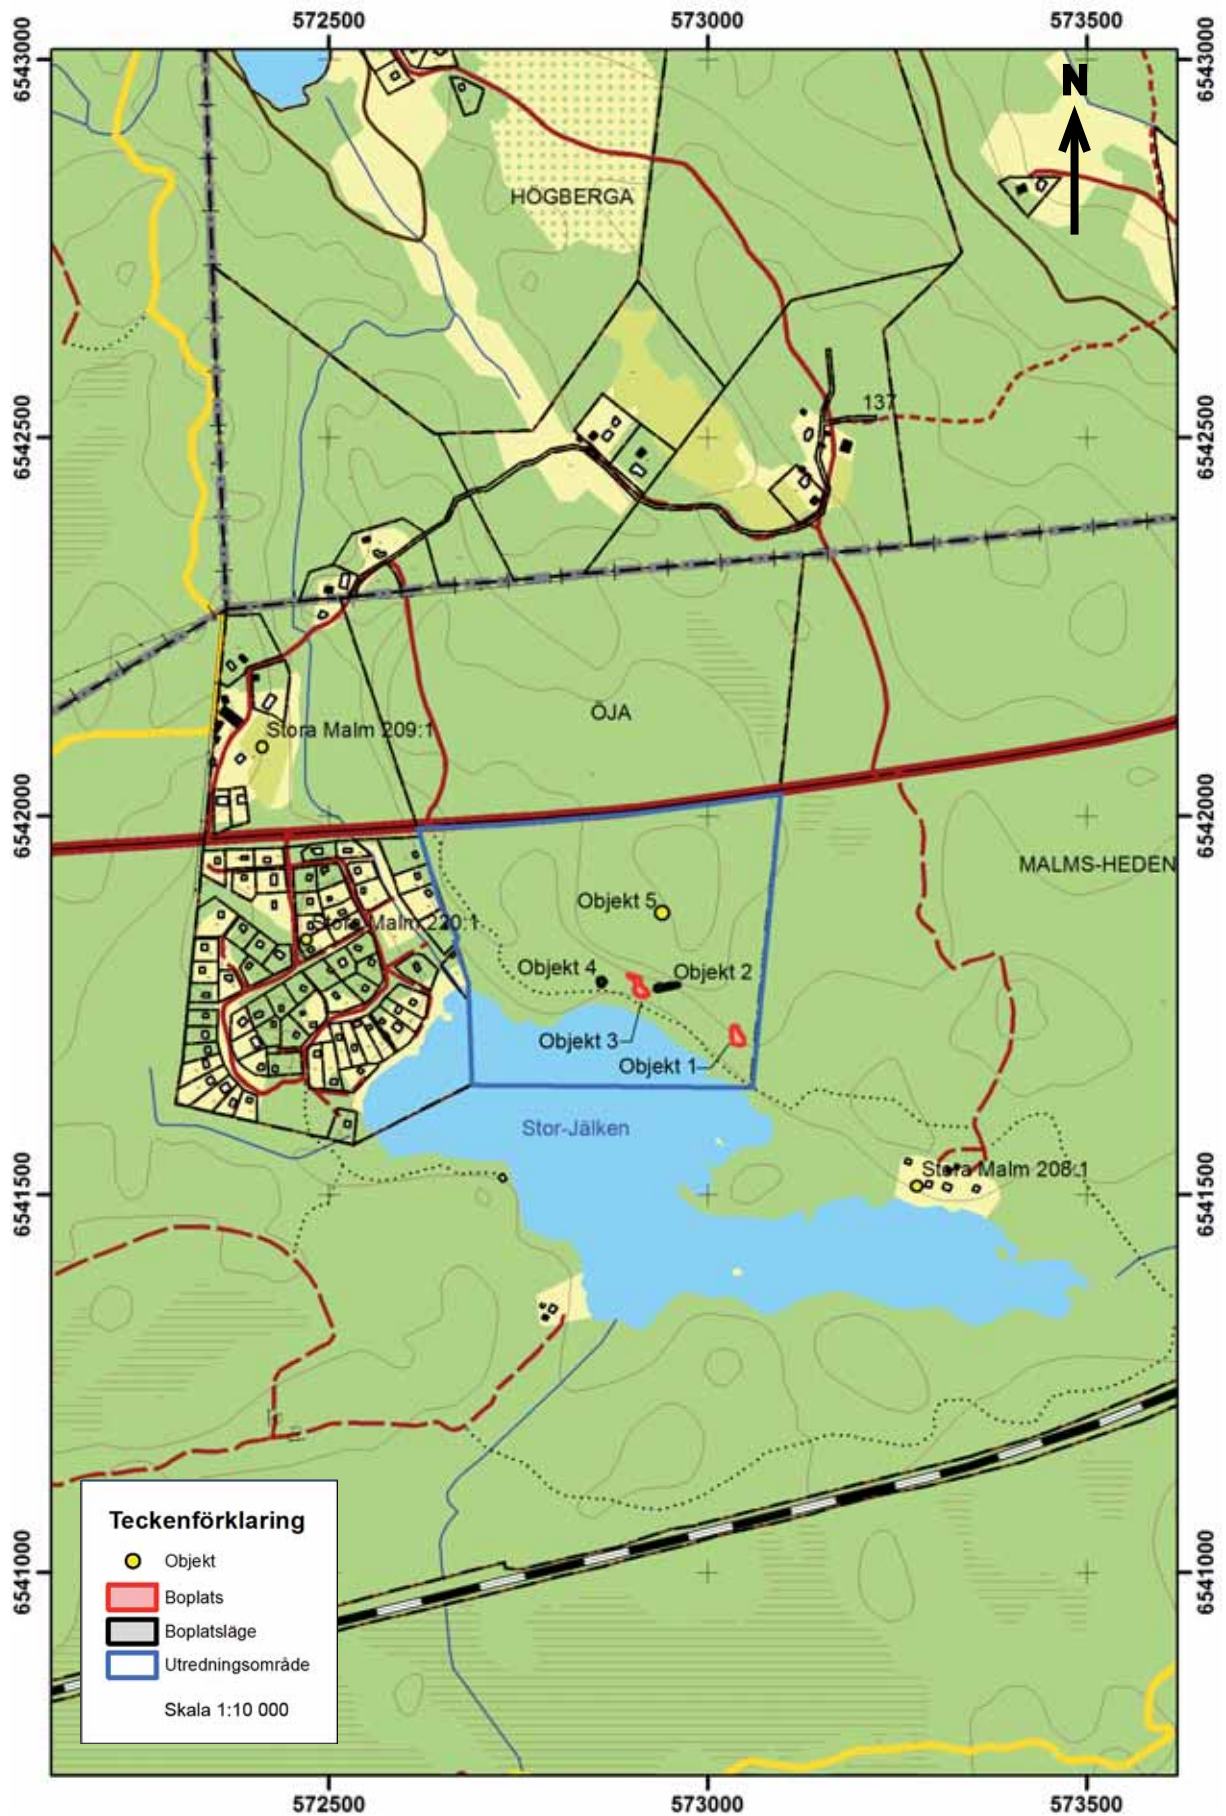 572500
573000
573500
6543000
6543000
N
HÖGBERGA
137
6542500
6542500
ÖJA
Stora Malm 209:1
6542000
6542000
MALMS-HEDEN
Objekt 5
Stora Malm 220:1
Objekt 4
Objekt 2
Objekt 3
Objekt 1
Stor-Jälken
Stora Malm 208:1
6541500
6541500
Teckenförklaring
Objekt
Boplats
Boplatsläge
Utredningsområde
Skala 1:10 000
6541000
6541000
572500
573000
573500